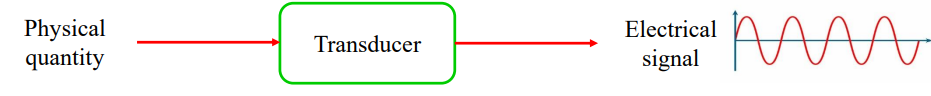 Physical
quantity
Transducer
Electrical
signal